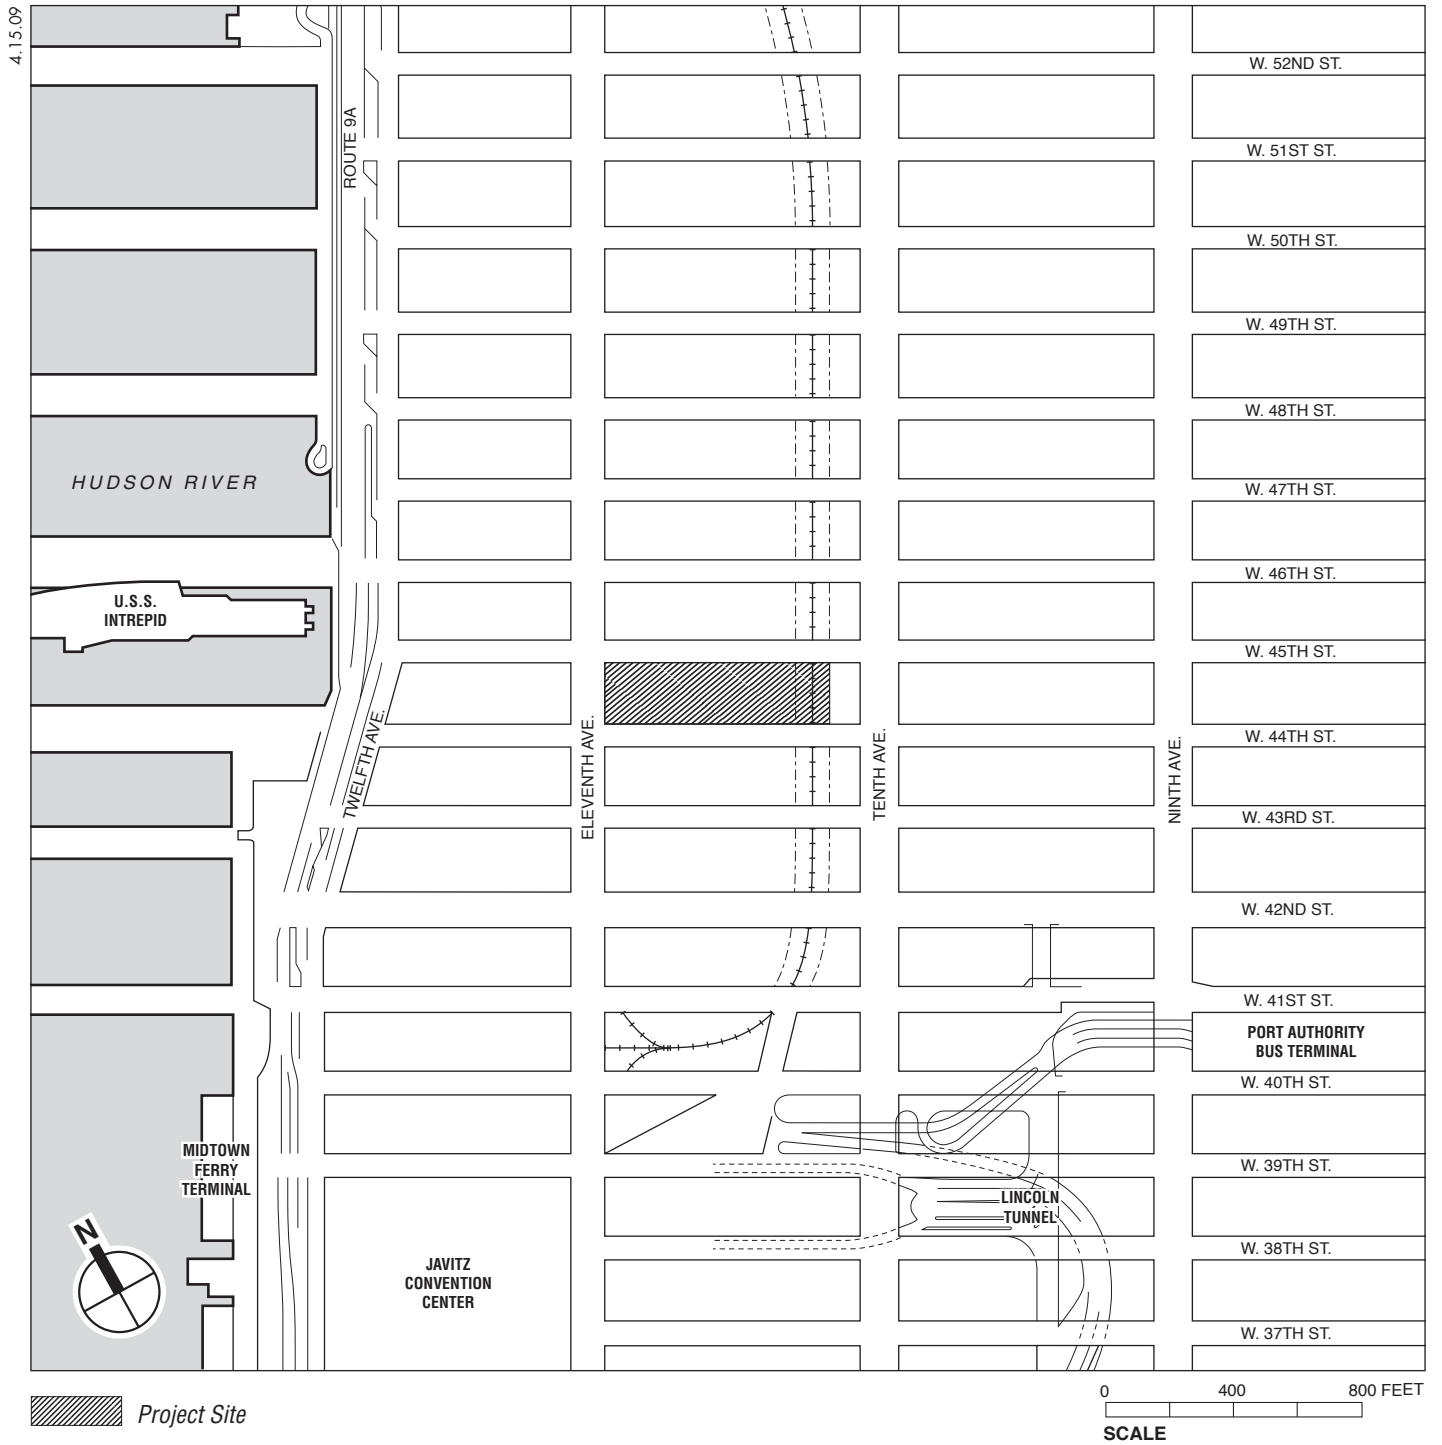 4.15.09
W. 52ND ST.
ROUTE 9A
W. 51ST ST.
W. 50TH ST.
W. 49TH ST.
W. 48TH ST.
HUDSON RIVER
W. 47TH ST.
W. 46TH ST.
U.S.S.
INTREPID
W. 45TH ST.
TWELFTH AVE.
ELEVENTH AVE.
TENTH AVE.
NINTH AVE.
W. 44TH ST.
W. 43RD ST.
W. 42ND ST.
W. 41ST ST.
PORT AUTHORITY
BUS TERMINAL
W. 40TH ST.
MIDTOWN
FERRY
TERMINAL
W. 39TH ST.
LINCOLN
TUNNEL
N
W. 38TH ST.
JAVITZ
CONVENTION
CENTER
W. 37TH ST.
Project Site
0 400 800 FEET
SCALE